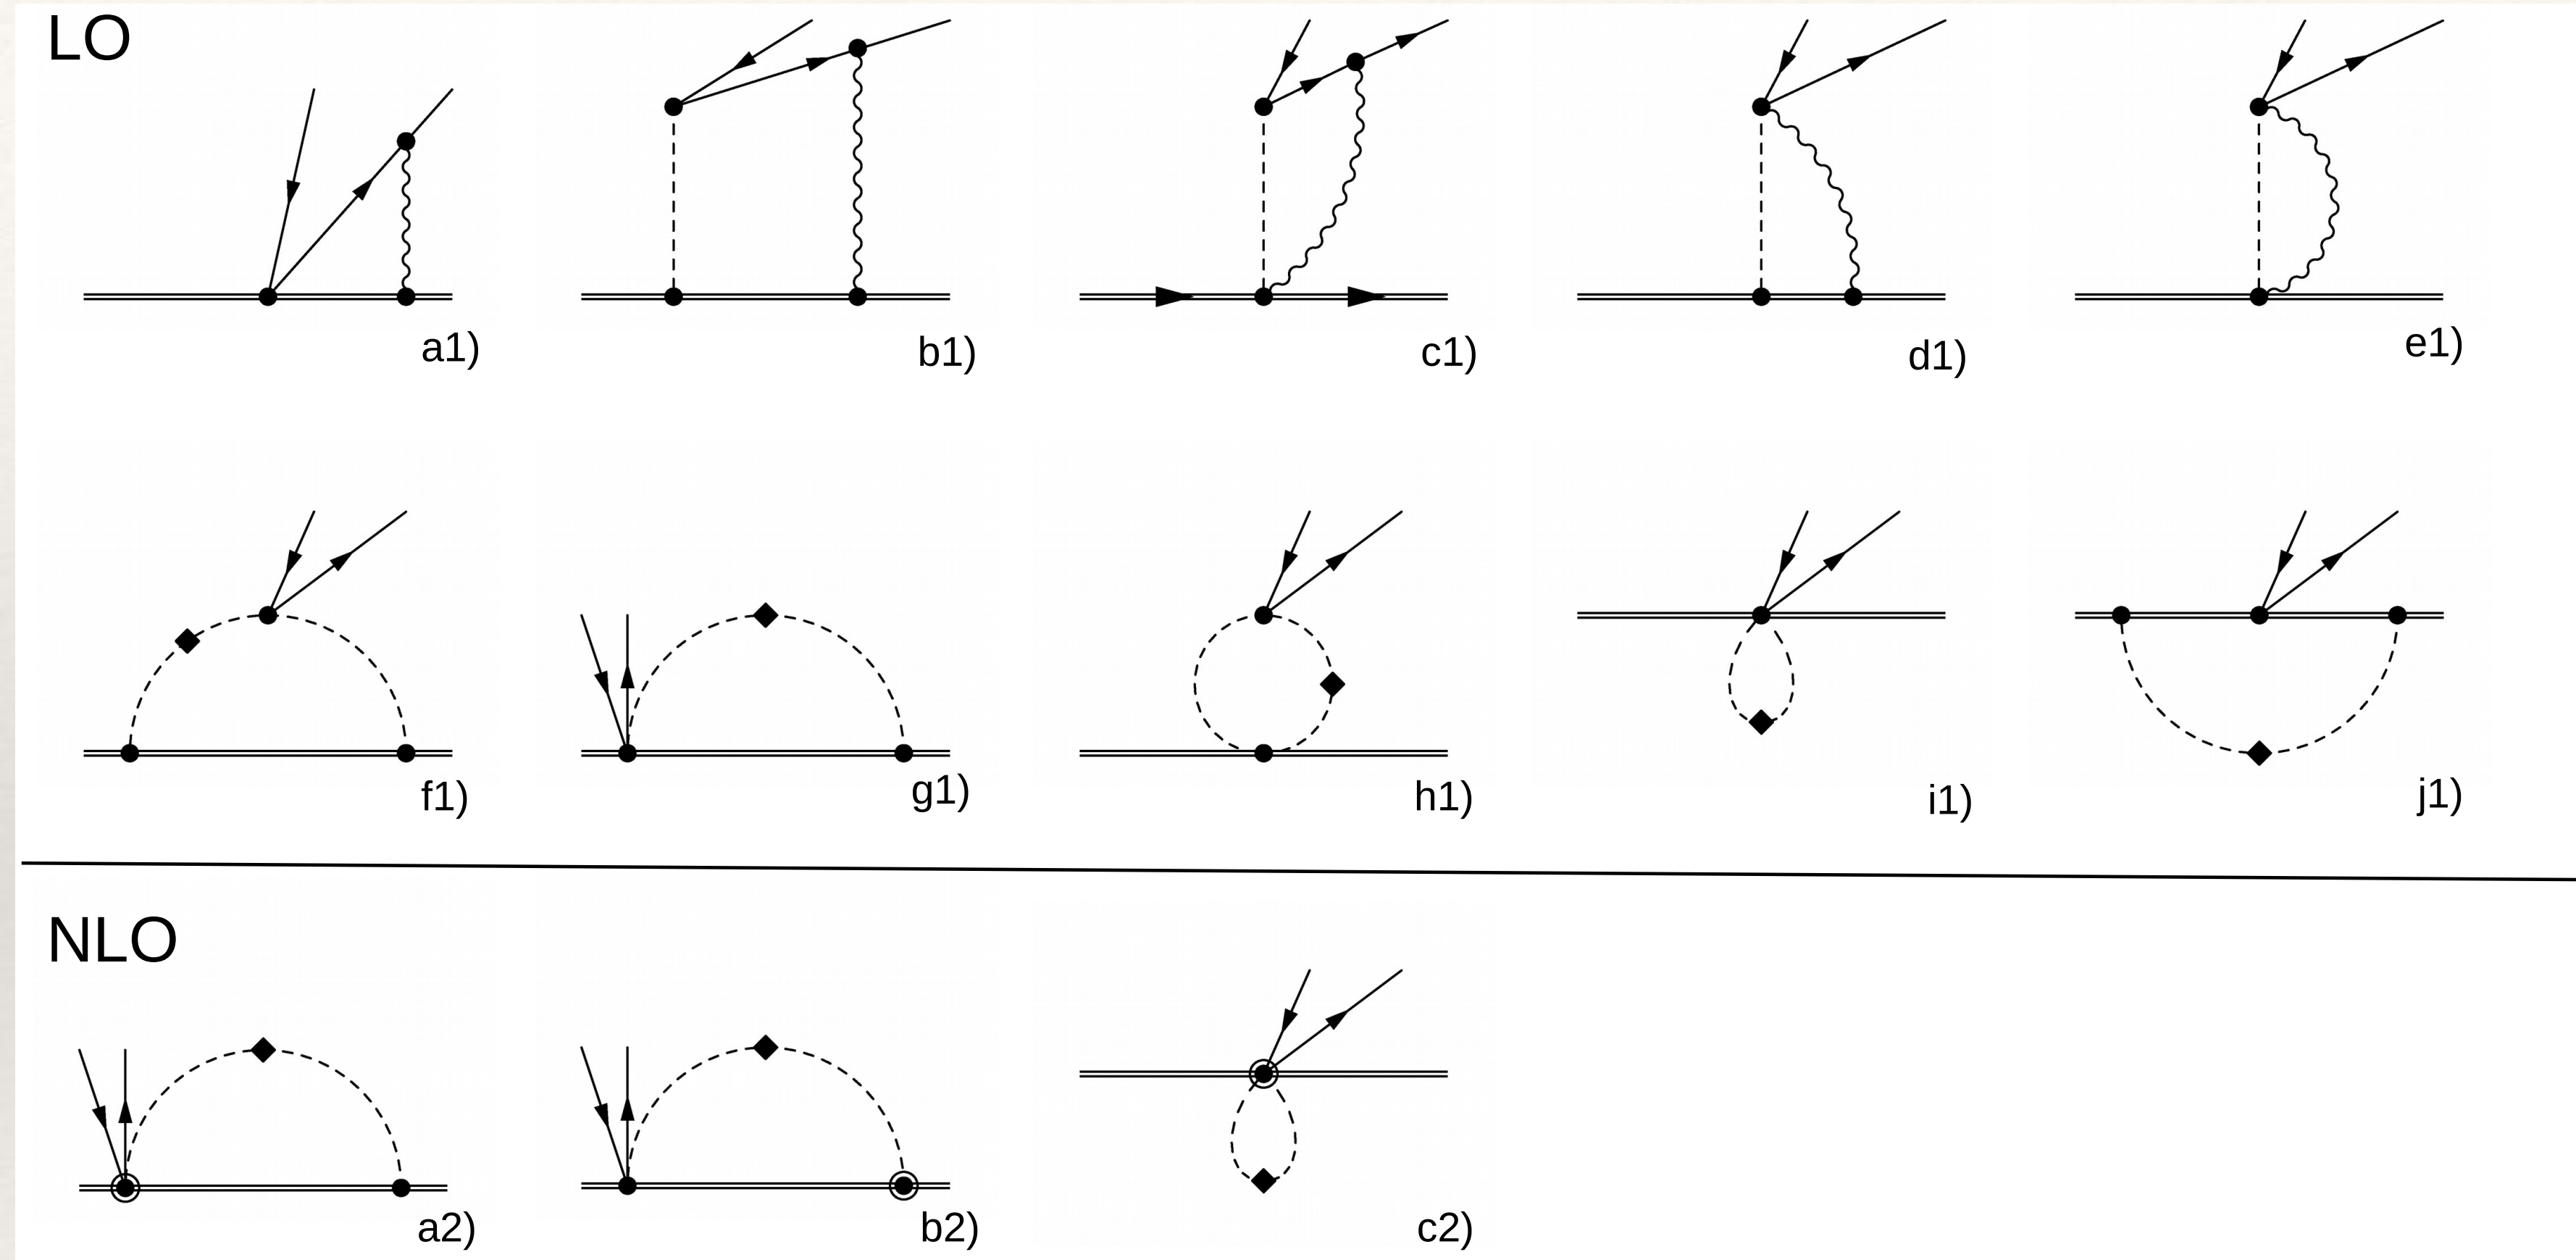 LO
a1)
b1)
c1)
d1)
e1)
f1)
g1)
h1)
i1)
j1)
NLO
a2)
b2)
c2)